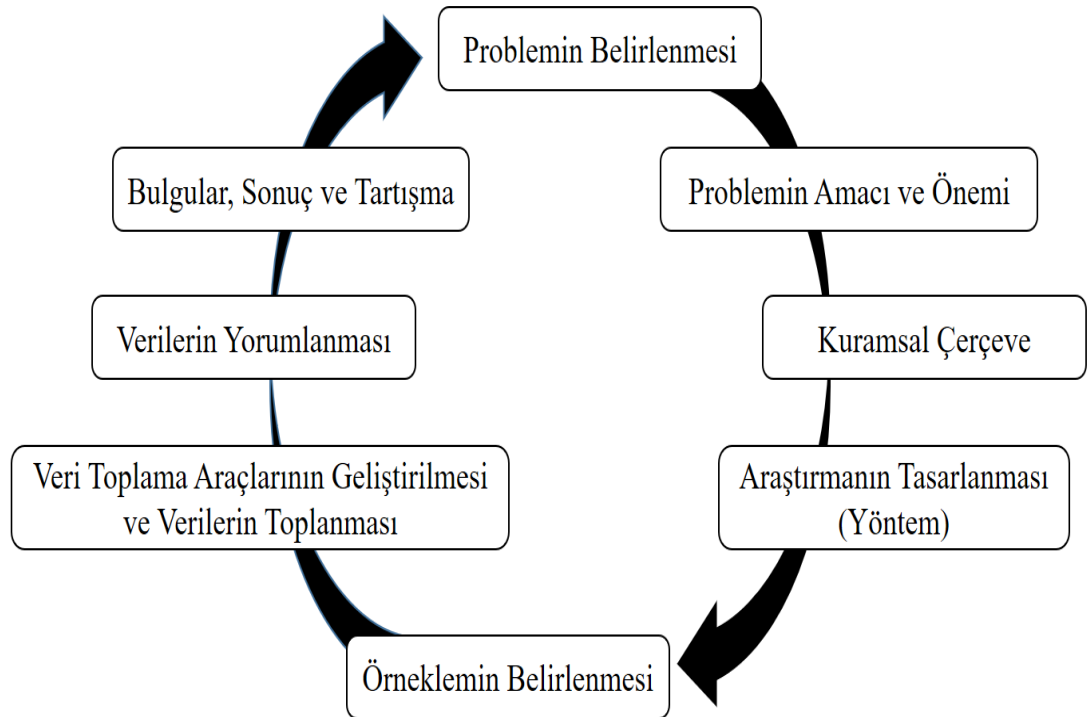 Problemin Belirlenmesi
Problemin Amacı ve Önemi
Kuramsal Çerçeve
Araştırmanın Tasarlanması
(Yöntem)
Örneklemin Belirlenmesi
Veri Toplama Araçlarının Geliştirilmesi
ve Verilerin Toplanması
Verilerin Yorumlanması
Bulgular, Sonuç ve Tartışma